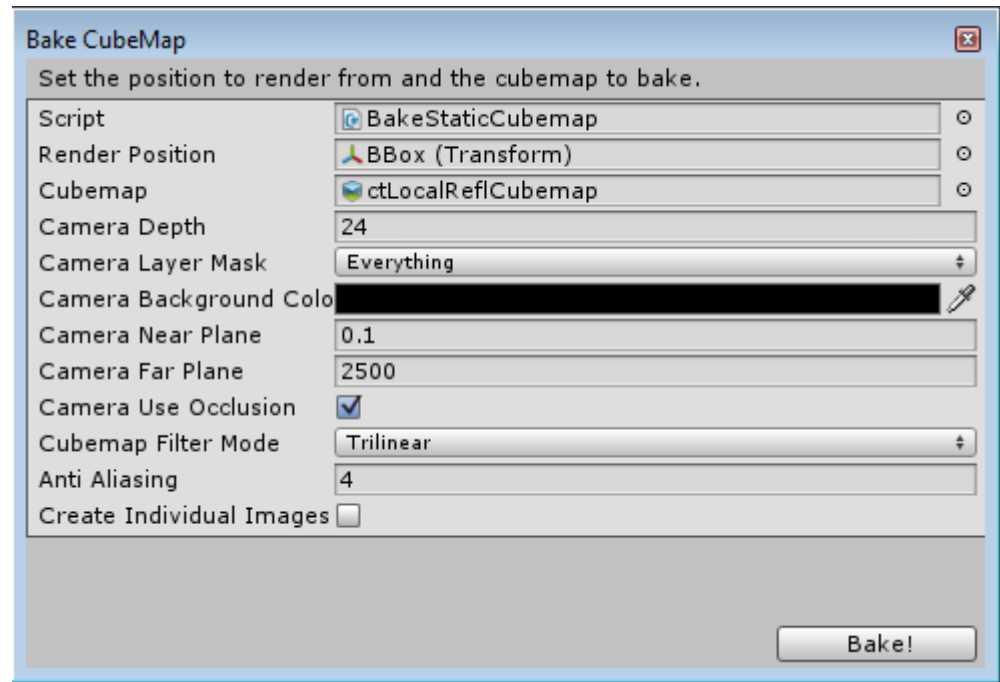 Bake CubeMap
Set the position to render from and the cubemap to bake.
Script BakeStaticCubemap
Render Position BBox (Transform)
Cubemap ctLocalReflCubemap
Camera Depth 24
Camera Layer Mask Everything
Camera Background Colo
Camera Near Plane 0.1
Camera Far Plane 2500
Camera Use Occlusion
Cubemap Filter Mode Trilinear
Anti Aliasing 4
Create Individual Images
Bake!